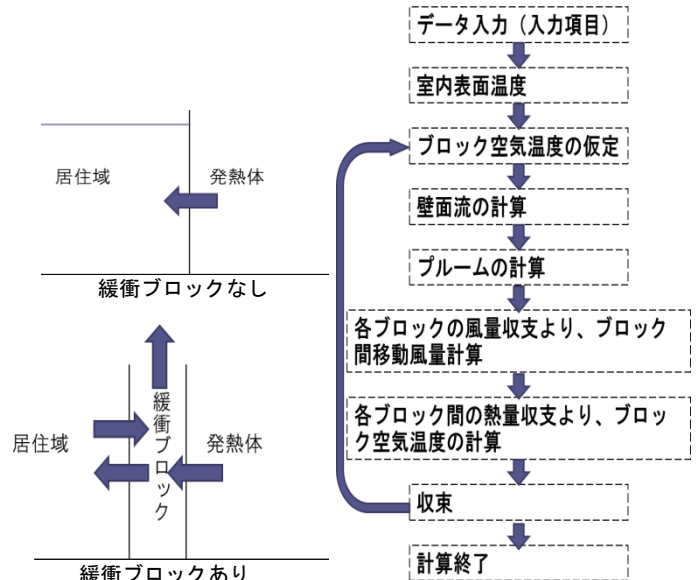 居住域
発熱体
緩衝ブロックなし
居住域
緩衝ブロック
発熱体
緩衝ブロックあり
データ入力（入力項目）
室内表面温度
ブロック空気温度の仮定
壁面流の計算
プルームの計算
各ブロックの風量収支より、ブロック
間移動風量計算
各ブロック間の熱量収支より、ブロッ
ク空気温度の計算
収束
計算終了